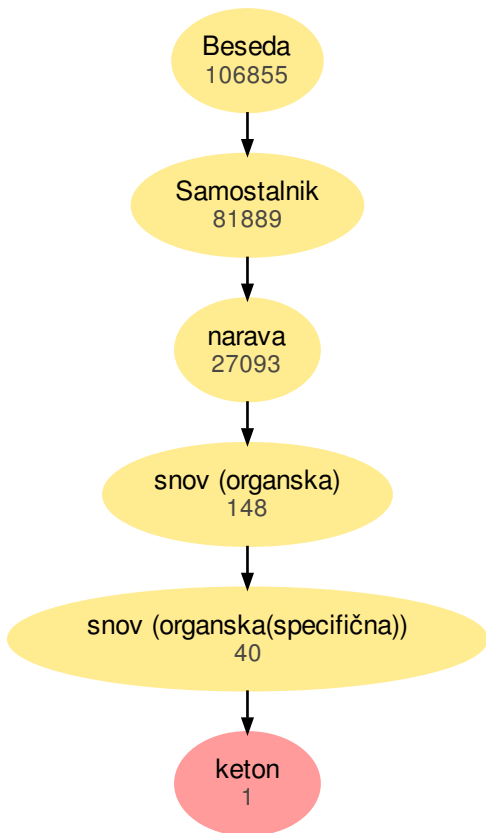 Beseda
106855
Samostalnik
81889
narava
27093
snov (organska)
148
snov (organska(specifična))
40
keton
1